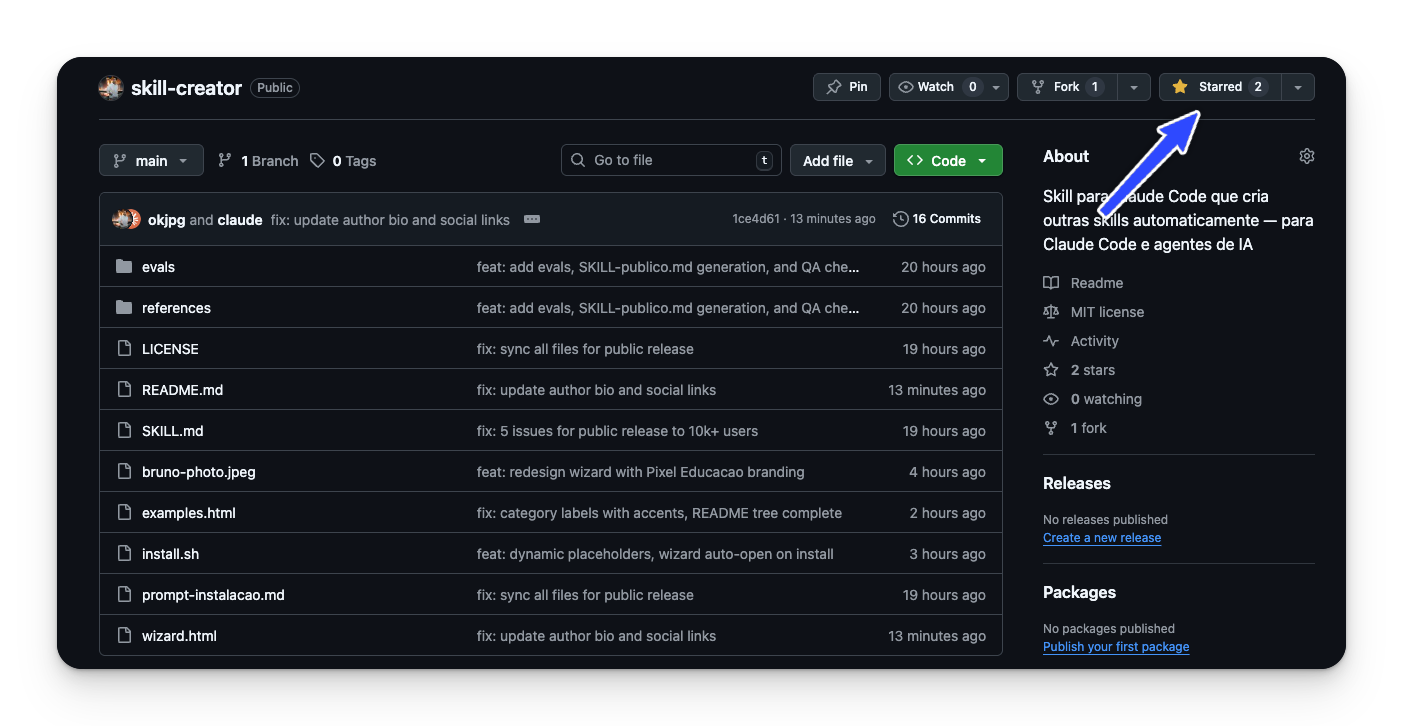 skill-creator Public Pin Watch 0 Fork 1 Starred 2
main 1 Branch 0 Tags Go to file t Add file Code
okjpg and claude fix: update author bio and social links 1ce4d61 · 13 minutes ago 16 Commits
evals feat: add evals, SKILL-publico.md generation, and QA che... 20 hours ago
references feat: add evals, SKILL-publico.md generation, and QA che... 20 hours ago
LICENSE fix: sync all files for public release 19 hours ago
README.md fix: update author bio and social links 13 minutes ago
SKILL.md fix: 5 issues for public release to 10k+ users 19 hours ago
bruno-photo.jpeg feat: redesign wizard with Pixel Educacao branding 4 hours ago
examples.html fix: category labels with accents, README tree complete 2 hours ago
install.sh feat: dynamic placeholders, wizard auto-open on install 3 hours ago
prompt-instalacao.md fix: sync all files for public release 19 hours ago
wizard.html fix: update author bio and social links 13 minutes ago
About
Skill para Claude Code que cria
outras skills automaticamente — para
Claude Code e agentes de IA
Readme
MIT license
Activity
2 stars
0 watching
1 fork
Releases
No releases published
Create a new release
Packages
No packages published
Publish your first package